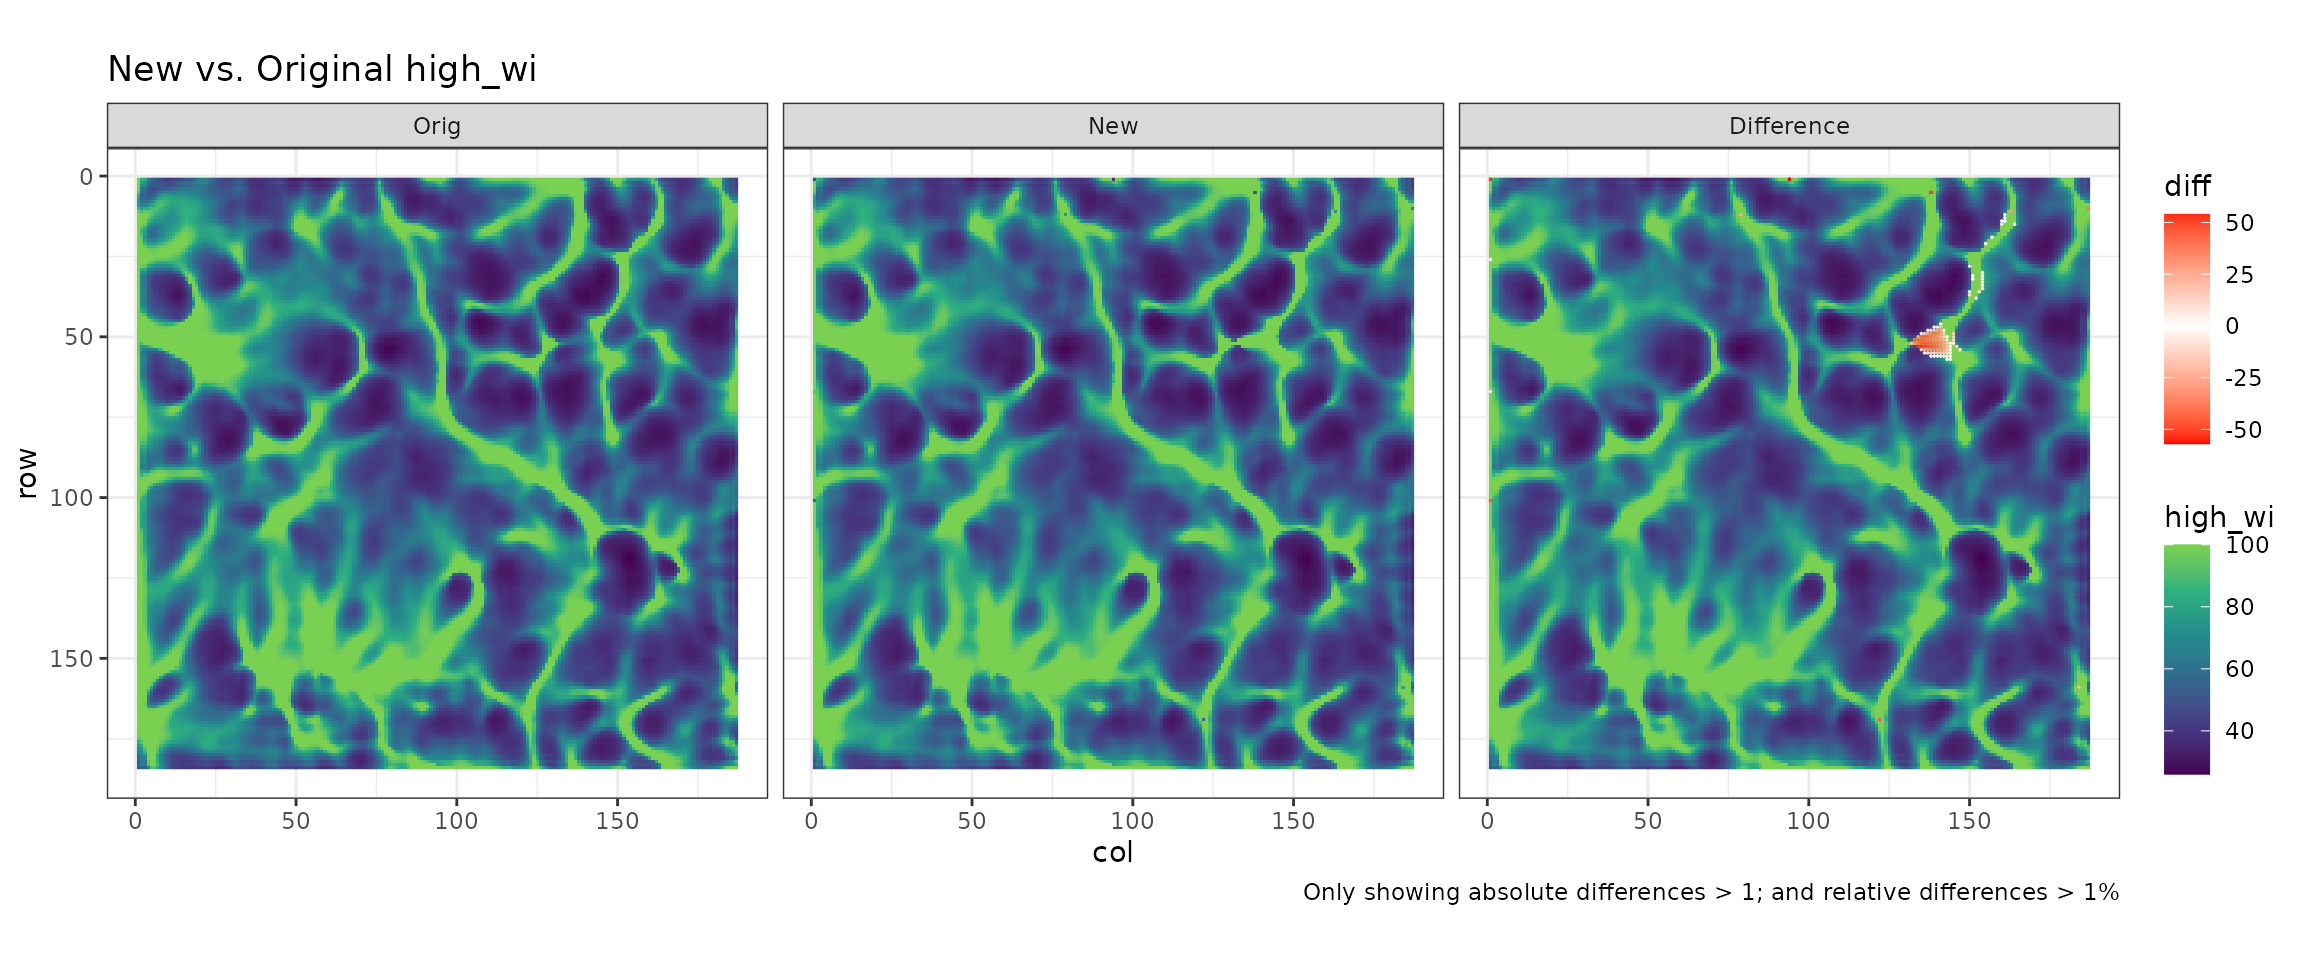 New vs. Original high_wi
Orig
New
Difference
0
50
100
150
row
0
50
100
150
0
50
100
150
0
50
100
150
col
diff
50
25
0
-25
-50
high_wi
100
80
60
40
Only showing absolute differences > 1; and relative differences > 1%